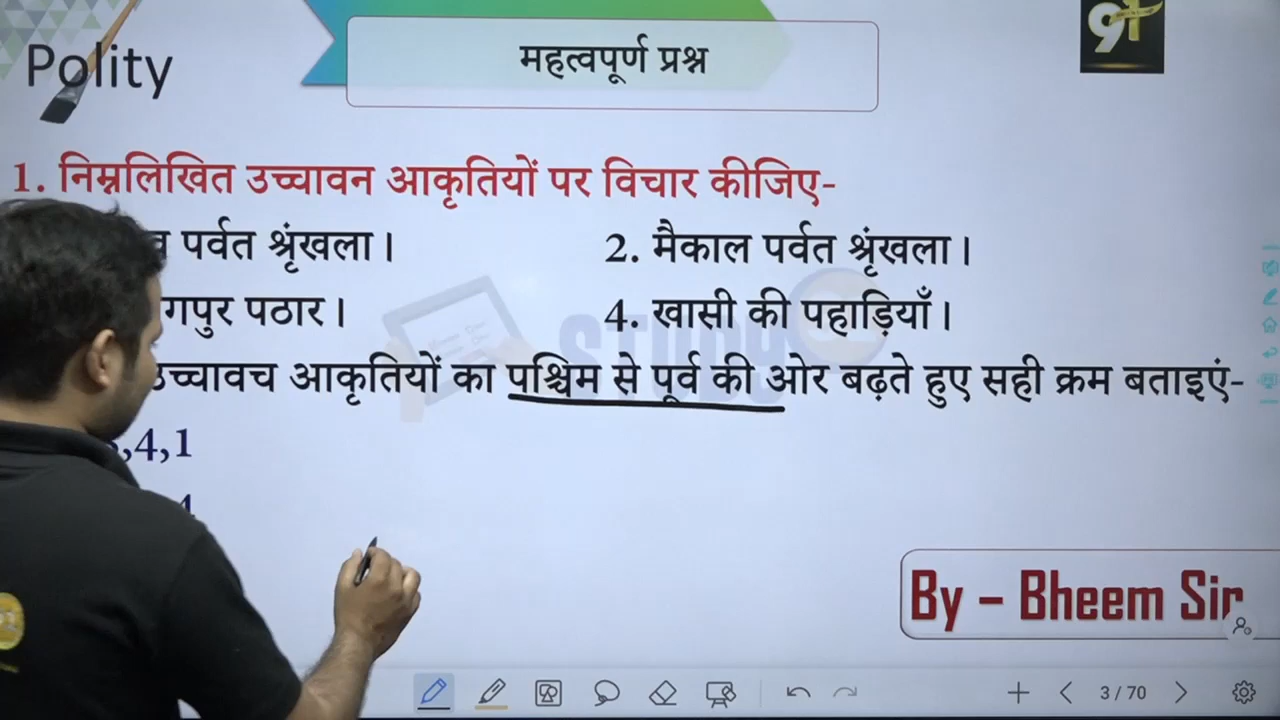 Polity
महत्वपूर्ण प्रश्न
1. निम्नलिखित उच्चावन आकृतियों पर विचार कीजिए-
पर्वत श्रृंखला। 2. मैकाल पर्वत श्रृंखला।
पठार। 4. खासी की पहाड़ियाँ।
उच्चावच आकृतियों का पश्चिम से पूर्व की ओर बढ़ते हुए सही क्रम बताइएं-
,4,1
STUDY
By – Bheem Sir
3 / 70